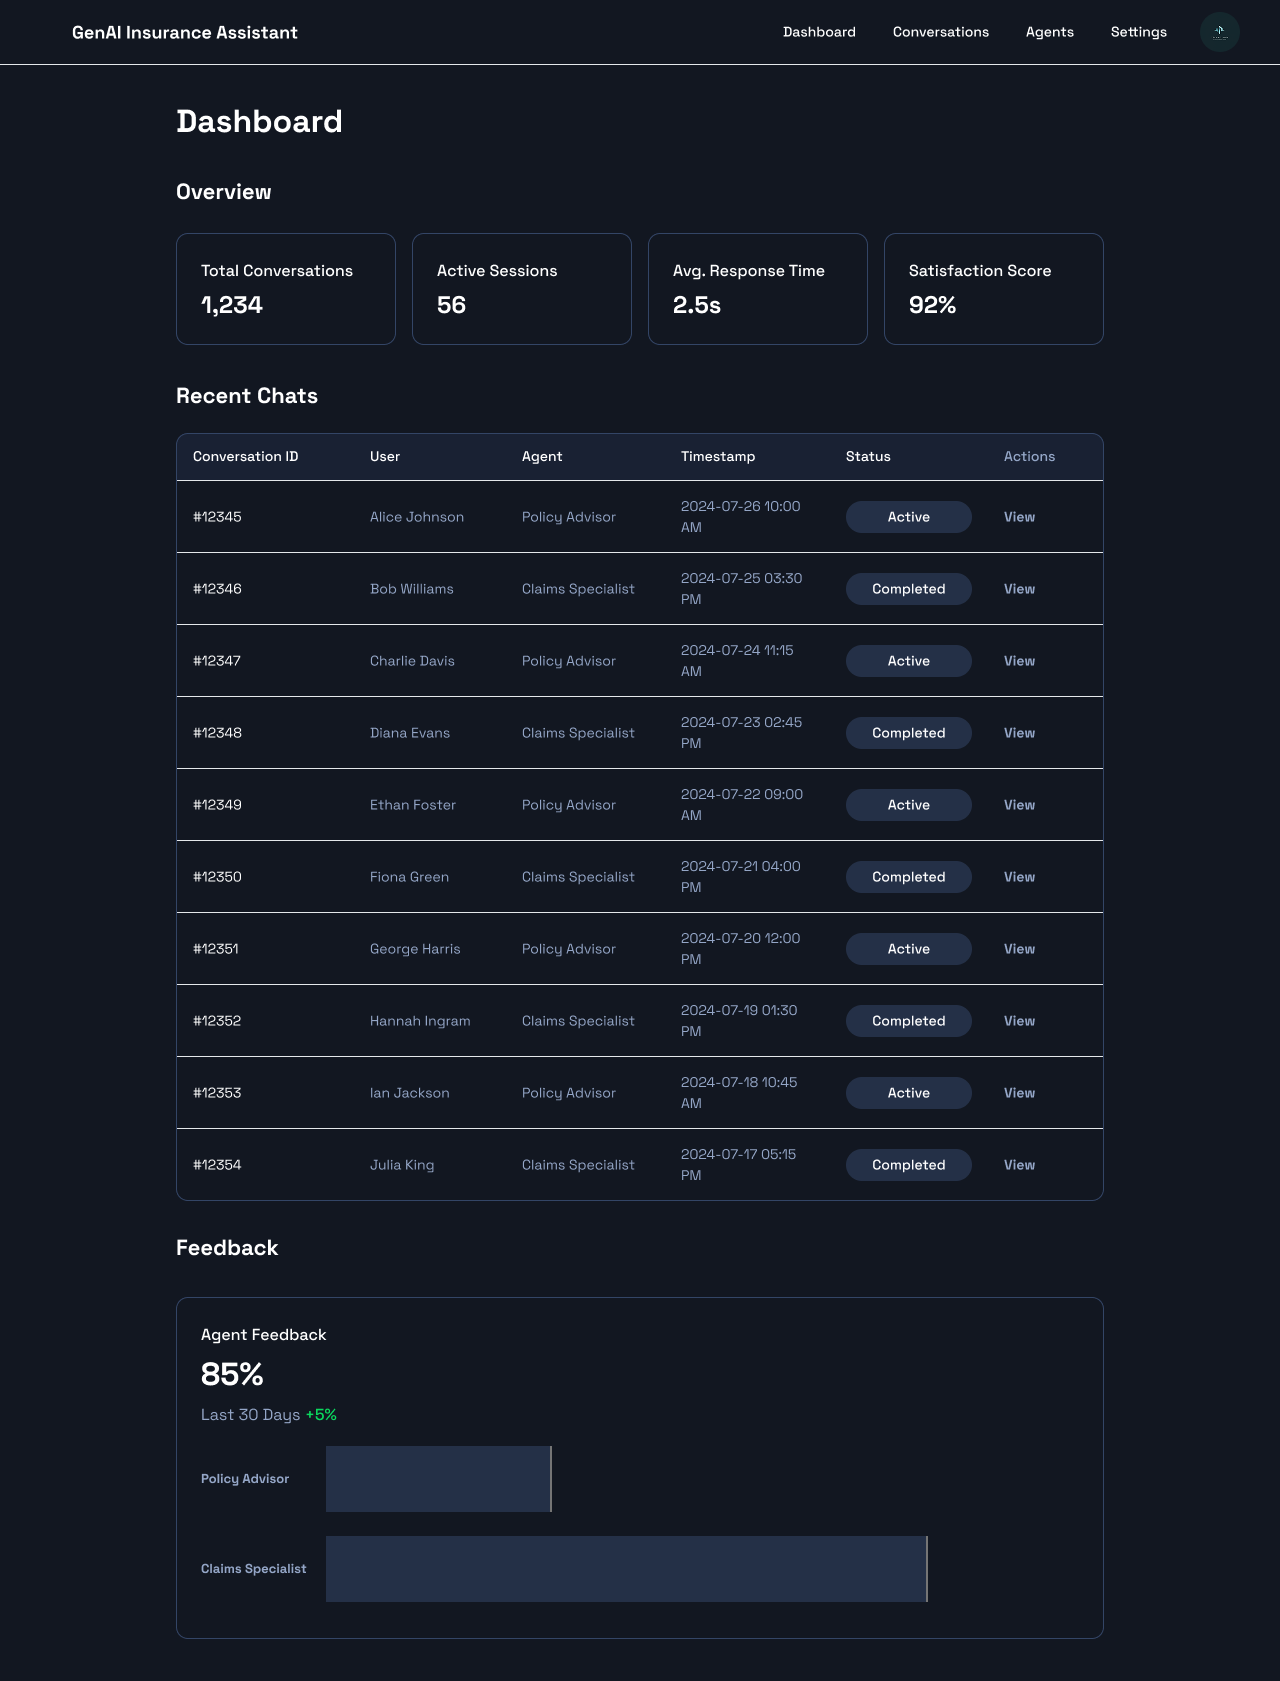 GenAI Insurance Assistant
Dashboard
Conversations
Agents
Settings
Dashboard
Overview
Total Conversations
1,234
Active Sessions
56
Avg. Response Time
2.5s
Satisfaction Score
92%
Recent Chats
Conversation ID User Agent Timestamp Status Actions
#12345 Alice Johnson Policy Advisor 2024-07-26 10:00 AM Active View
#12346 Bob Williams Claims Specialist 2024-07-25 03:30 PM Completed View
#12347 Charlie Davis Policy Advisor 2024-07-24 11:15 AM Active View
#12348 Diana Evans Claims Specialist 2024-07-23 02:45 PM Completed View
#12349 Ethan Foster Policy Advisor 2024-07-22 09:00 AM Active View
#12350 Fiona Green Claims Specialist 2024-07-21 04:00 PM Completed View
#12351 George Harris Policy Advisor 2024-07-20 12:00 PM Active View
#12352 Hannah Ingram Claims Specialist 2024-07-19 01:30 PM Completed View
#12353 Ian Jackson Policy Advisor 2024-07-18 10:45 AM Active View
#12354 Julia King Claims Specialist 2024-07-17 05:15 PM Completed View
Feedback
Agent Feedback
85%
Last 30 Days +5%
Policy Advisor
Claims Specialist